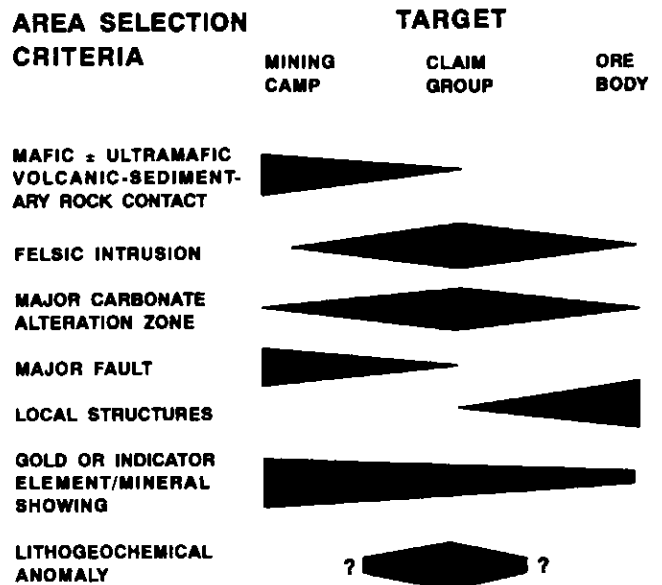 AREA SELECTION
CRITERIA
TARGET
MINING
CAMP
CLAIM
GROUP
ORE
BODY
MAFIC ± ULTRAMAFIC
VOLCANIC-SEDIMENT-
ARY ROCK CONTACT
FELSIC INTRUSION
MAJOR CARBONATE
ALTERATION ZONE
MAJOR FAULT
LOCAL STRUCTURES
GOLD OR INDICATOR
ELEMENT/MINERAL
SHOWING
LITHOGEOCHEMICAL
ANOMALY
? ?